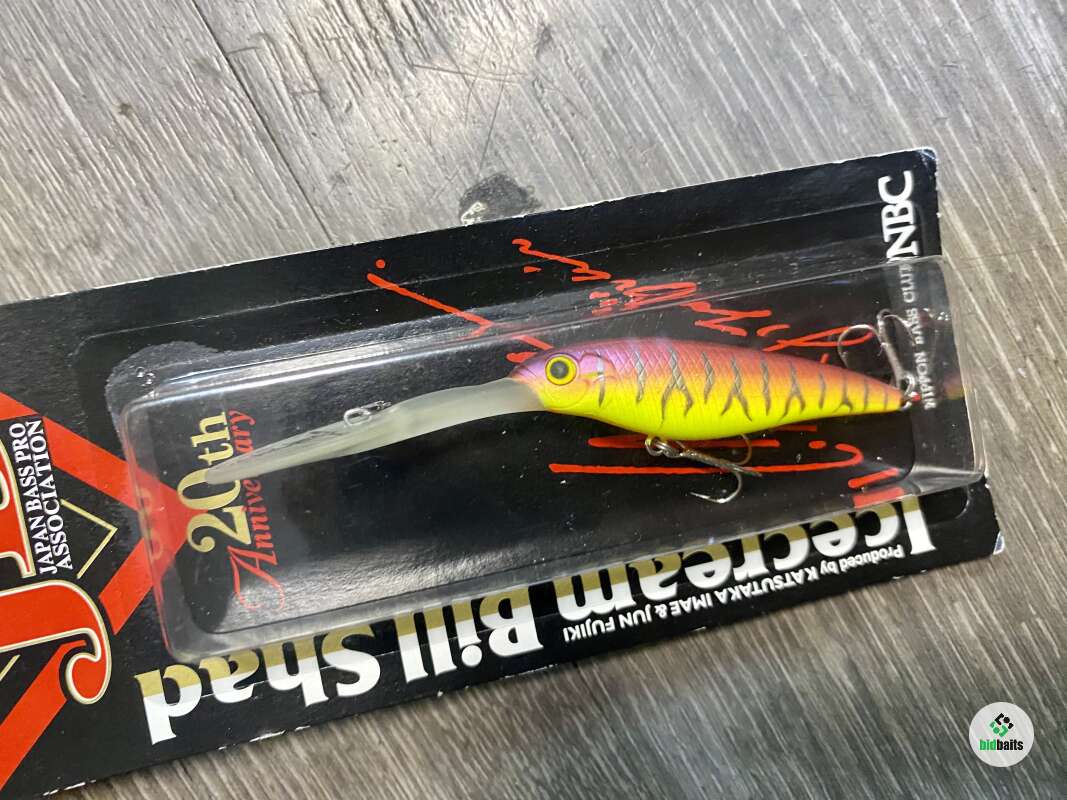 NBC
NIPPON BASS CLUB
JAPAN BASS PRO
ASSOCIATION
20th
Anniversary
Icecream Bill Shad
Produced by KATSUTAKA IMAE & JUN FUJIKI
bidbaits